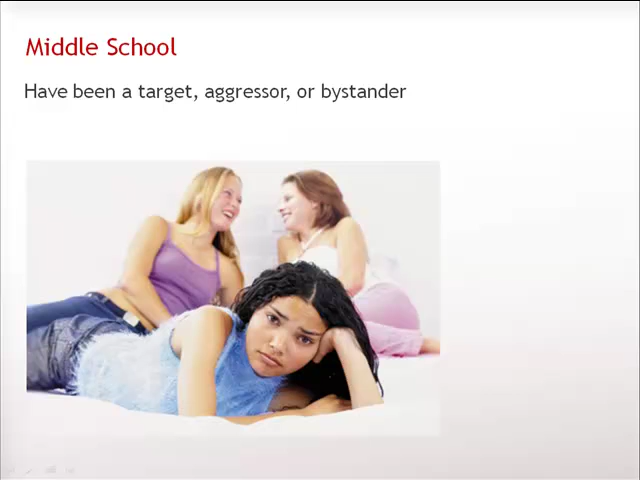 Middle School
Have been a target, aggressor, or bystander